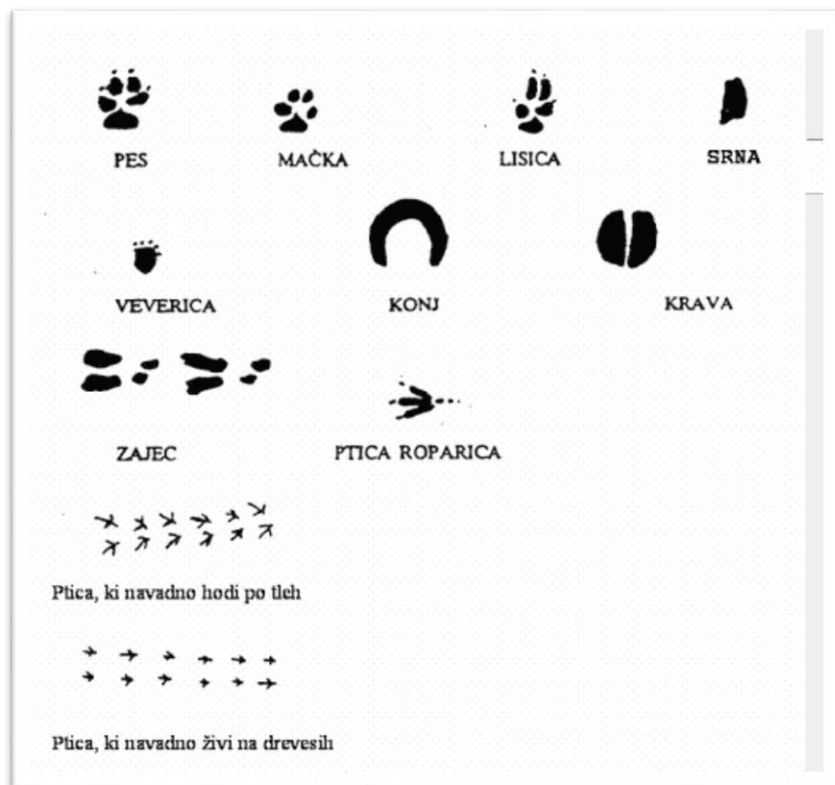 PES MAČKA LISICA SRNA
VEVERICA KONJ KRAVA
ZAJEC PTICA ROPARICA
Ptica, ki navadno hodi po tleh
Ptica, ki navadno živi na drevesih